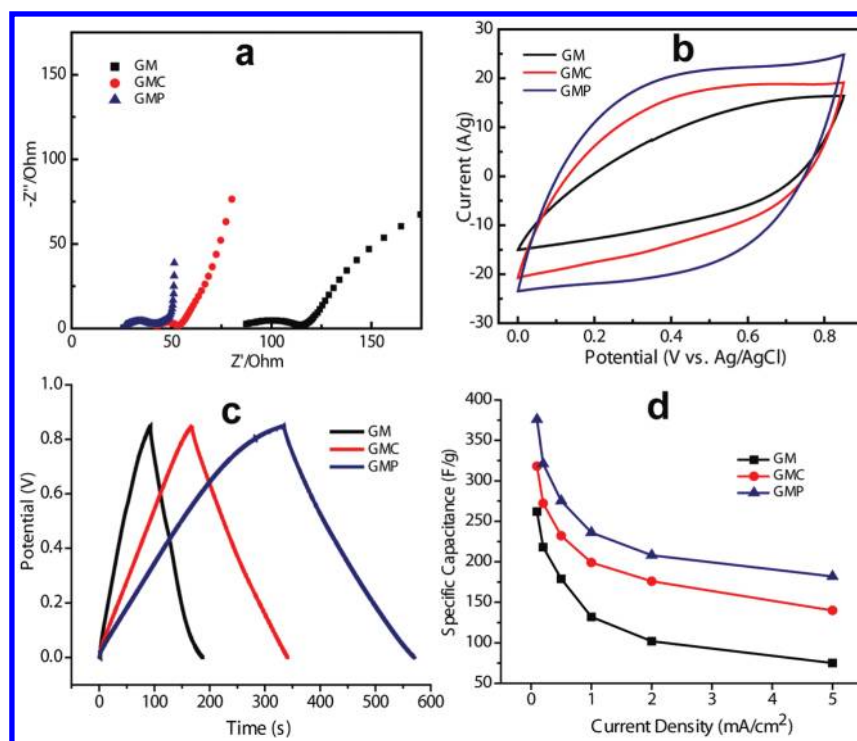 a
GM
GMC
GMP
175
150
100
50
0
0
50
100
150
-Z''/Ohm
Z'/Ohm
b
GM
GMC
GMP
30
20
10
0
-10
-20
-30
0.0
0.2
0.4
0.6
0.8
Current (A/g)
Potential (V vs. Ag/AgCl)
c
GM
GMC
GMP
1.0
0.8
0.6
0.4
0.2
0.0
0
100
200
300
400
500
600
Potential (V)
Time (s)
d
GM
GMC
GMP
400
350
300
250
200
150
100
50
0
1
2
3
4
5
Specific Capacitance (F/g)
Current Density (mA/cm²)